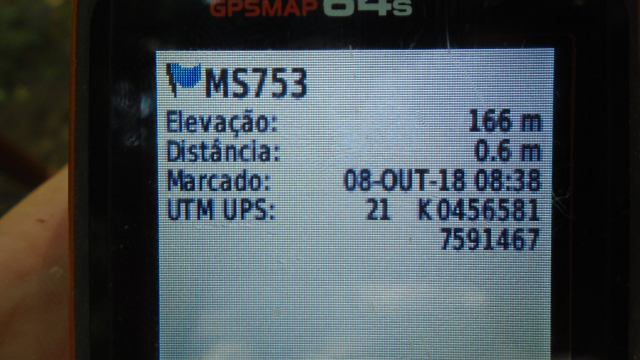 GPSMAP 64s
MS753
Elevação: 166 m
Distância: 0.6 m
Marcado: 08-OUT-18 08:38
UTM UPS: 21 K 0456581
7591467